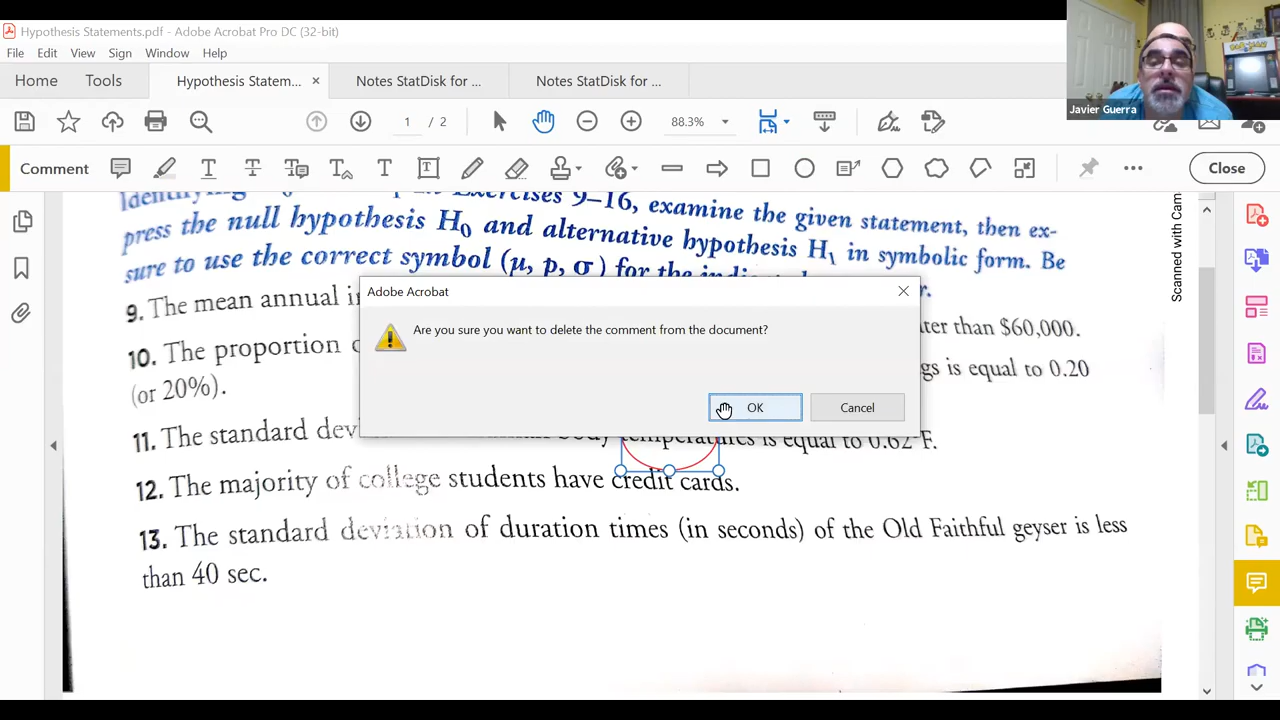 Hypothesis Statements.pdf - Adobe Acrobat Pro DC (32-bit)
File Edit View Sign Window Help
Javier Guerra
Home Tools Hypothesis Statem... × Notes StatDisk for ... Notes StatDisk for ...
1 / 2 88.3%
Comment Close
Exercises 9–16, examine the given statement, then ex-
press the null hypothesis H0 and alternative hypothesis H1 in symbolic form. Be
sure to use the correct symbol (μ, p, σ) for the
Scanned with Cam
9. The mean annual i
ter than $60,000.
10. The proportion
gs is equal to 0.20
(or 20%).
Adobe Acrobat
Are you sure you want to delete the comment from the document?
OK Cancel
11. The standard dev
body temperatures is equal to 0.62°F.
12. The majority of college students have credit cards.
13. The standard deviation of duration times (in seconds) of the Old Faithful geyser is less
than 40 sec.